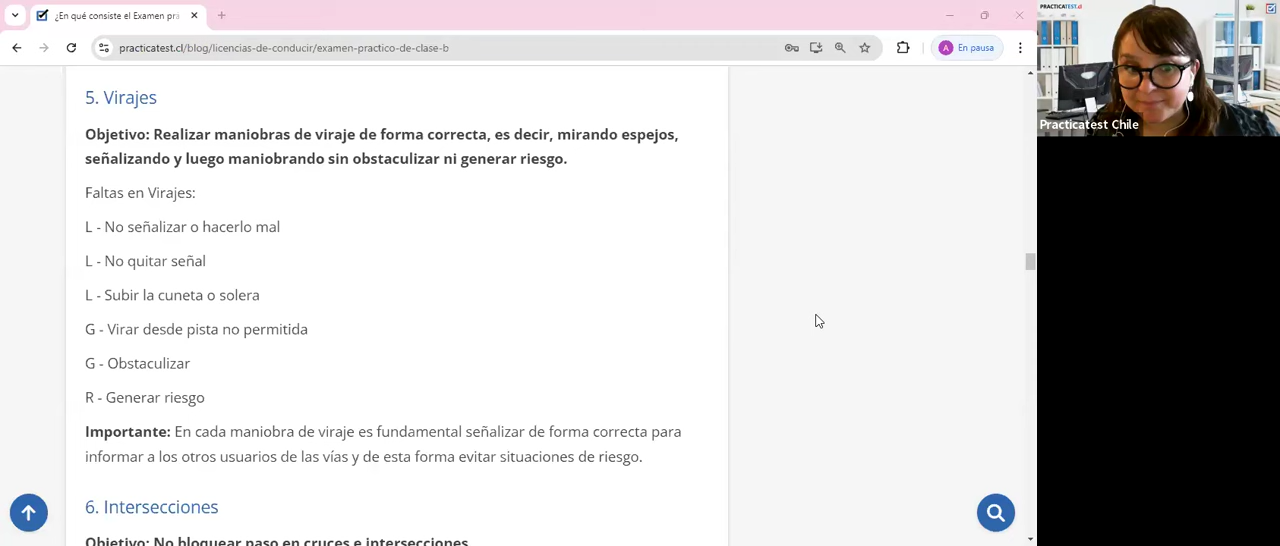 ¿En qué consiste el Examen pra
practicatest.cl/blog/licencias-de-conducir/examen-practico-de-clase-b
A
En pausa
5. Virajes
Objetivo: Realizar maniobras de viraje de forma correcta, es decir, mirando espejos,
señalizando y luego maniobrando sin obstaculizar ni generar riesgo.
Faltas en Virajes:
L - No señalizar o hacerlo mal
L - No quitar señal
L - Subir la cuneta o solera
G - Virar desde pista no permitida
G - Obstaculizar
R - Generar riesgo
Importante: En cada maniobra de viraje es fundamental señalizar de forma correcta para
informar a los otros usuarios de las vías y de esta forma evitar situaciones de riesgo.
6. Intersecciones
Objetivo: No bloquear paso en cruces e intersecciones
PRACTICATEST.cl
Practicatest Chile